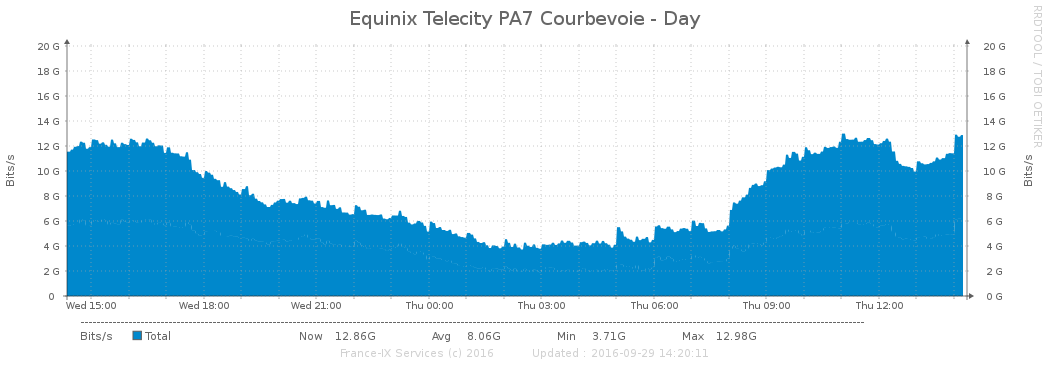 Equinix Telecity PA7 Courbevoie - Day
RRDTOOL / TOBI OETIKER
Bits/s
20 G
18 G
16 G
14 G
12 G
10 G
8 G
6 G
4 G
2 G
0
20 G
18 G
16 G
14 G
12 G
10 G
8 G
6 G
4 G
2 G
0 G
Bits/s
Wed 15:00 Wed 18:00 Wed 21:00 Thu 00:00 Thu 03:00 Thu 06:00 Thu 09:00 Thu 12:00
Bits/s Total Now 12.86G Avg 8.06G Min 3.71G Max 12.98G
France-IX Services (c) 2016 Updated : 2016-09-29 14:20:11